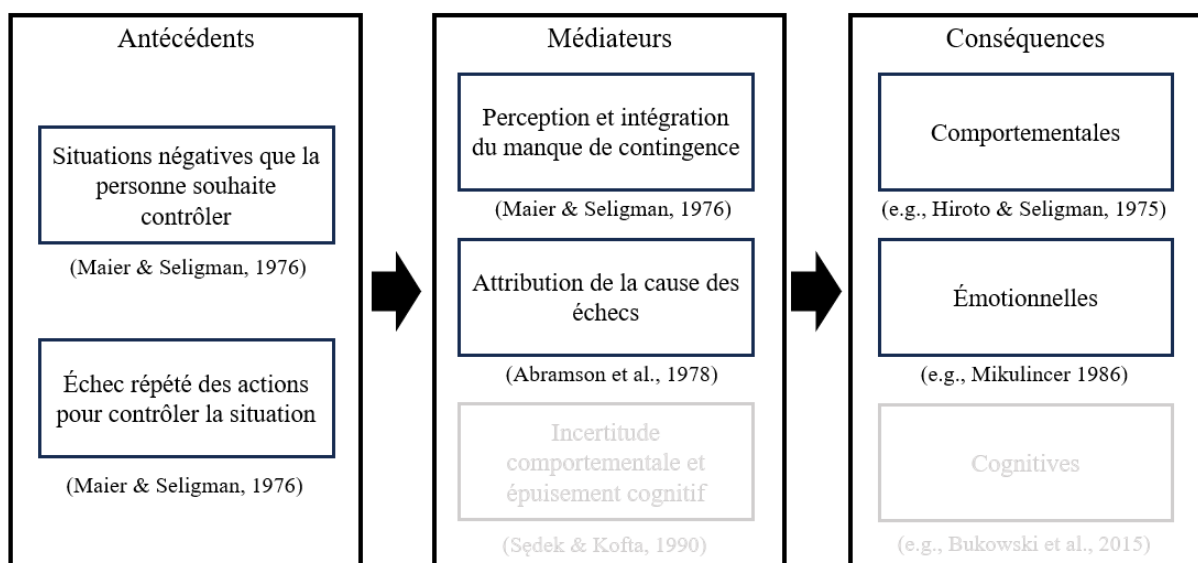 Antécédents
Situations négatives que la
personne souhaite
contrôler
(Maier & Seligman, 1976)
Échec répété des actions
pour contrôler la situation
(Maier & Seligman, 1976)
Médiateurs
Perception et intégration
du manque de contingence
(Maier & Seligman, 1976)
Attribution de la cause des
échecs
(Abramson et al., 1978)
Incertitude
comportementale et
épuisement cognitif
(Sędek & Kofta, 1990)
Conséquences
Comportementales
(e.g., Hiroto & Seligman, 1975)
Émotionnelles
(e.g., Mikulincer 1986)
Cognitives
(e.g., Bukowski et al., 2015)